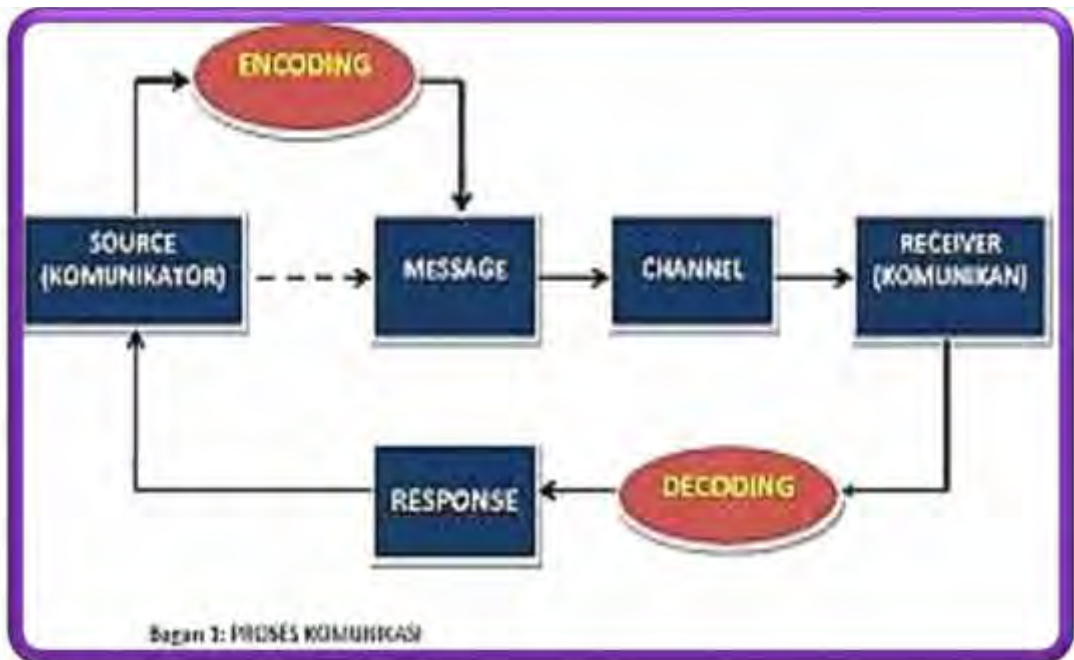 ENCODING
SOURCE
(KOMUNIKATOR)
MESSAGE
CHANNEL
RECEIVER
(KOMUNIKAN)
RESPONSE
DECODING
Bagan 1: PROSES KOMUNIKASI